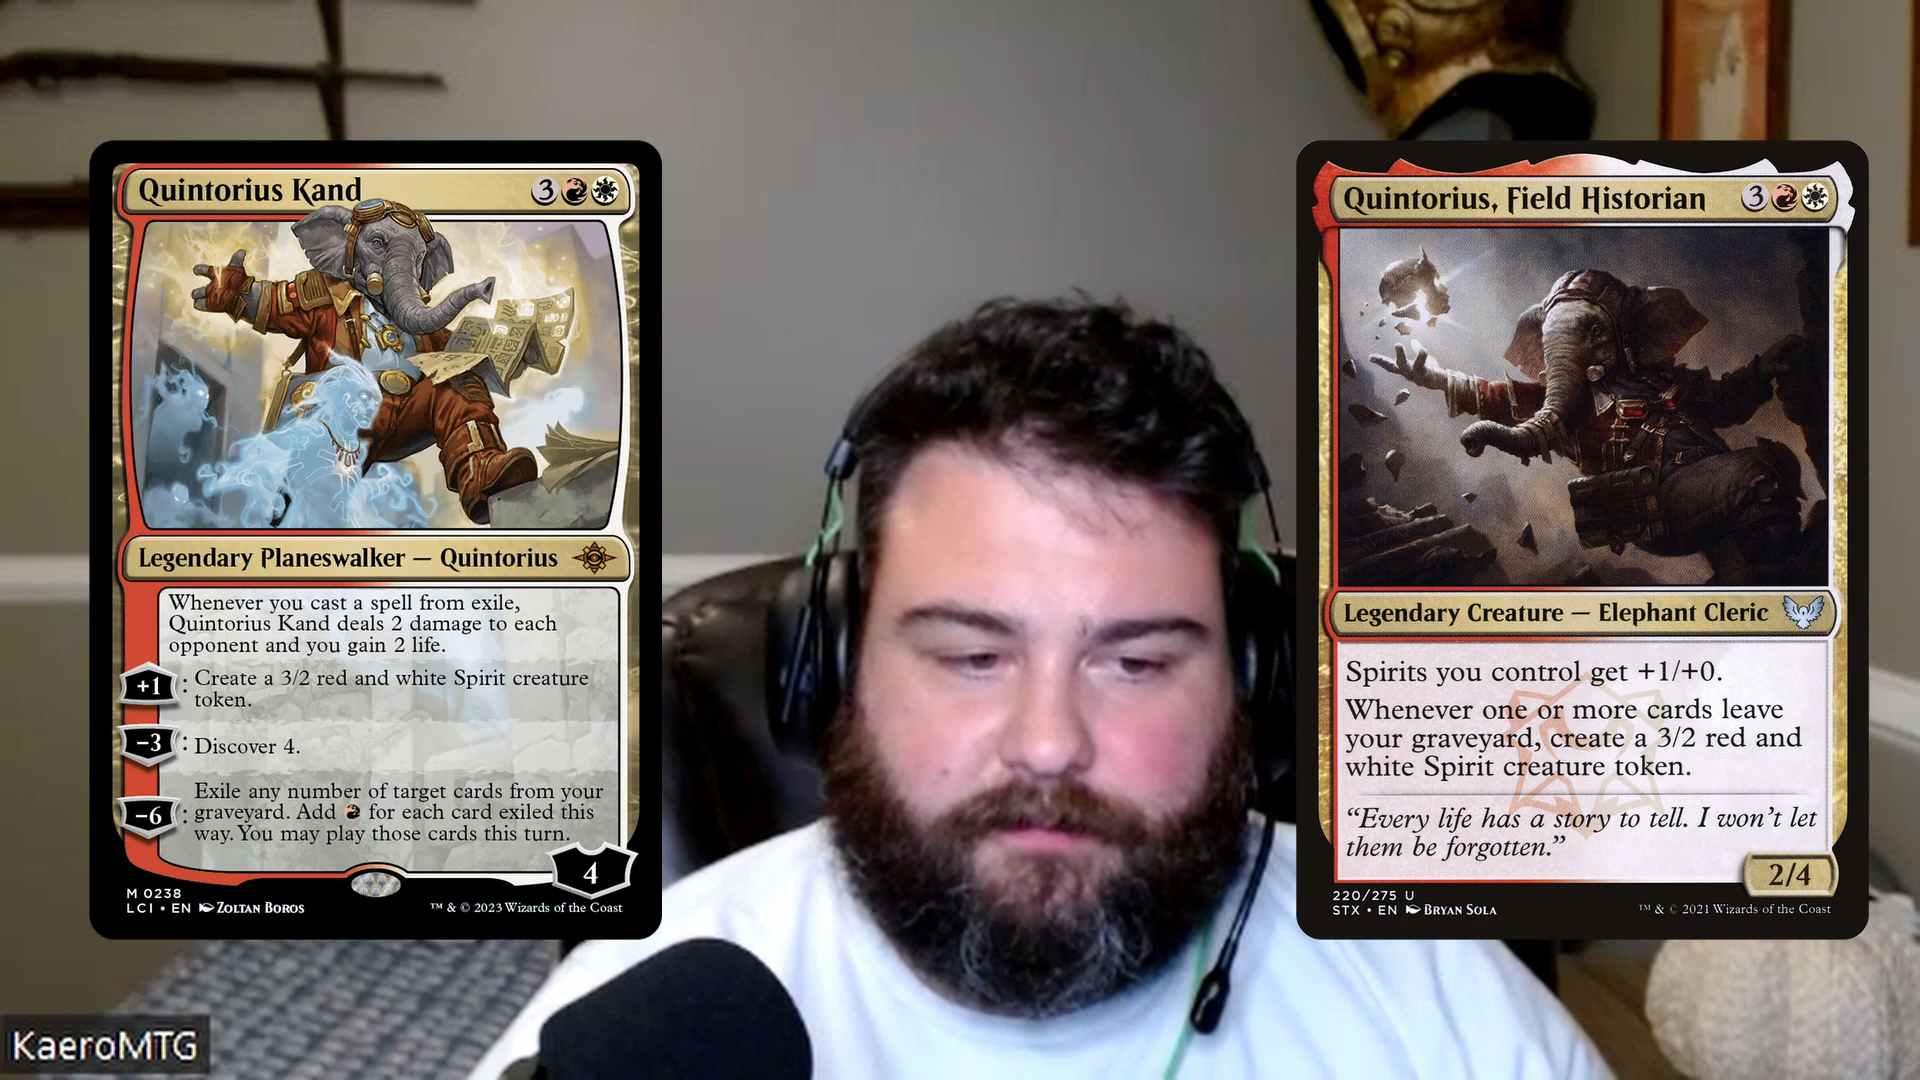 Quintorius Kand 3
Legendary Planeswalker — Quintorius
Whenever you cast a spell from exile,
Quintorius Kand deals 2 damage to each
opponent and you gain 2 life.
+1 : Create a 3/2 red and white Spirit creature
token.
−3 : Discover 4.
−6 : Exile any number of target cards from your
graveyard. Add for each card exiled this
way. You may play those cards this turn.
4
M 0238
LCI • EN Zoltan Boros
™ & © 2023 Wizards of the Coast
Quintorius, Field Historian 3
Legendary Creature — Elephant Cleric
Spirits you control get +1/+0.
Whenever one or more cards leave
your graveyard, create a 3/2 red and
white Spirit creature token.
“Every life has a story to tell. I won’t let
them be forgotten.”
2/4
220/275 U
STX • EN Bryan Sola
™ & © 2021 Wizards of the Coast
KaeroMTG